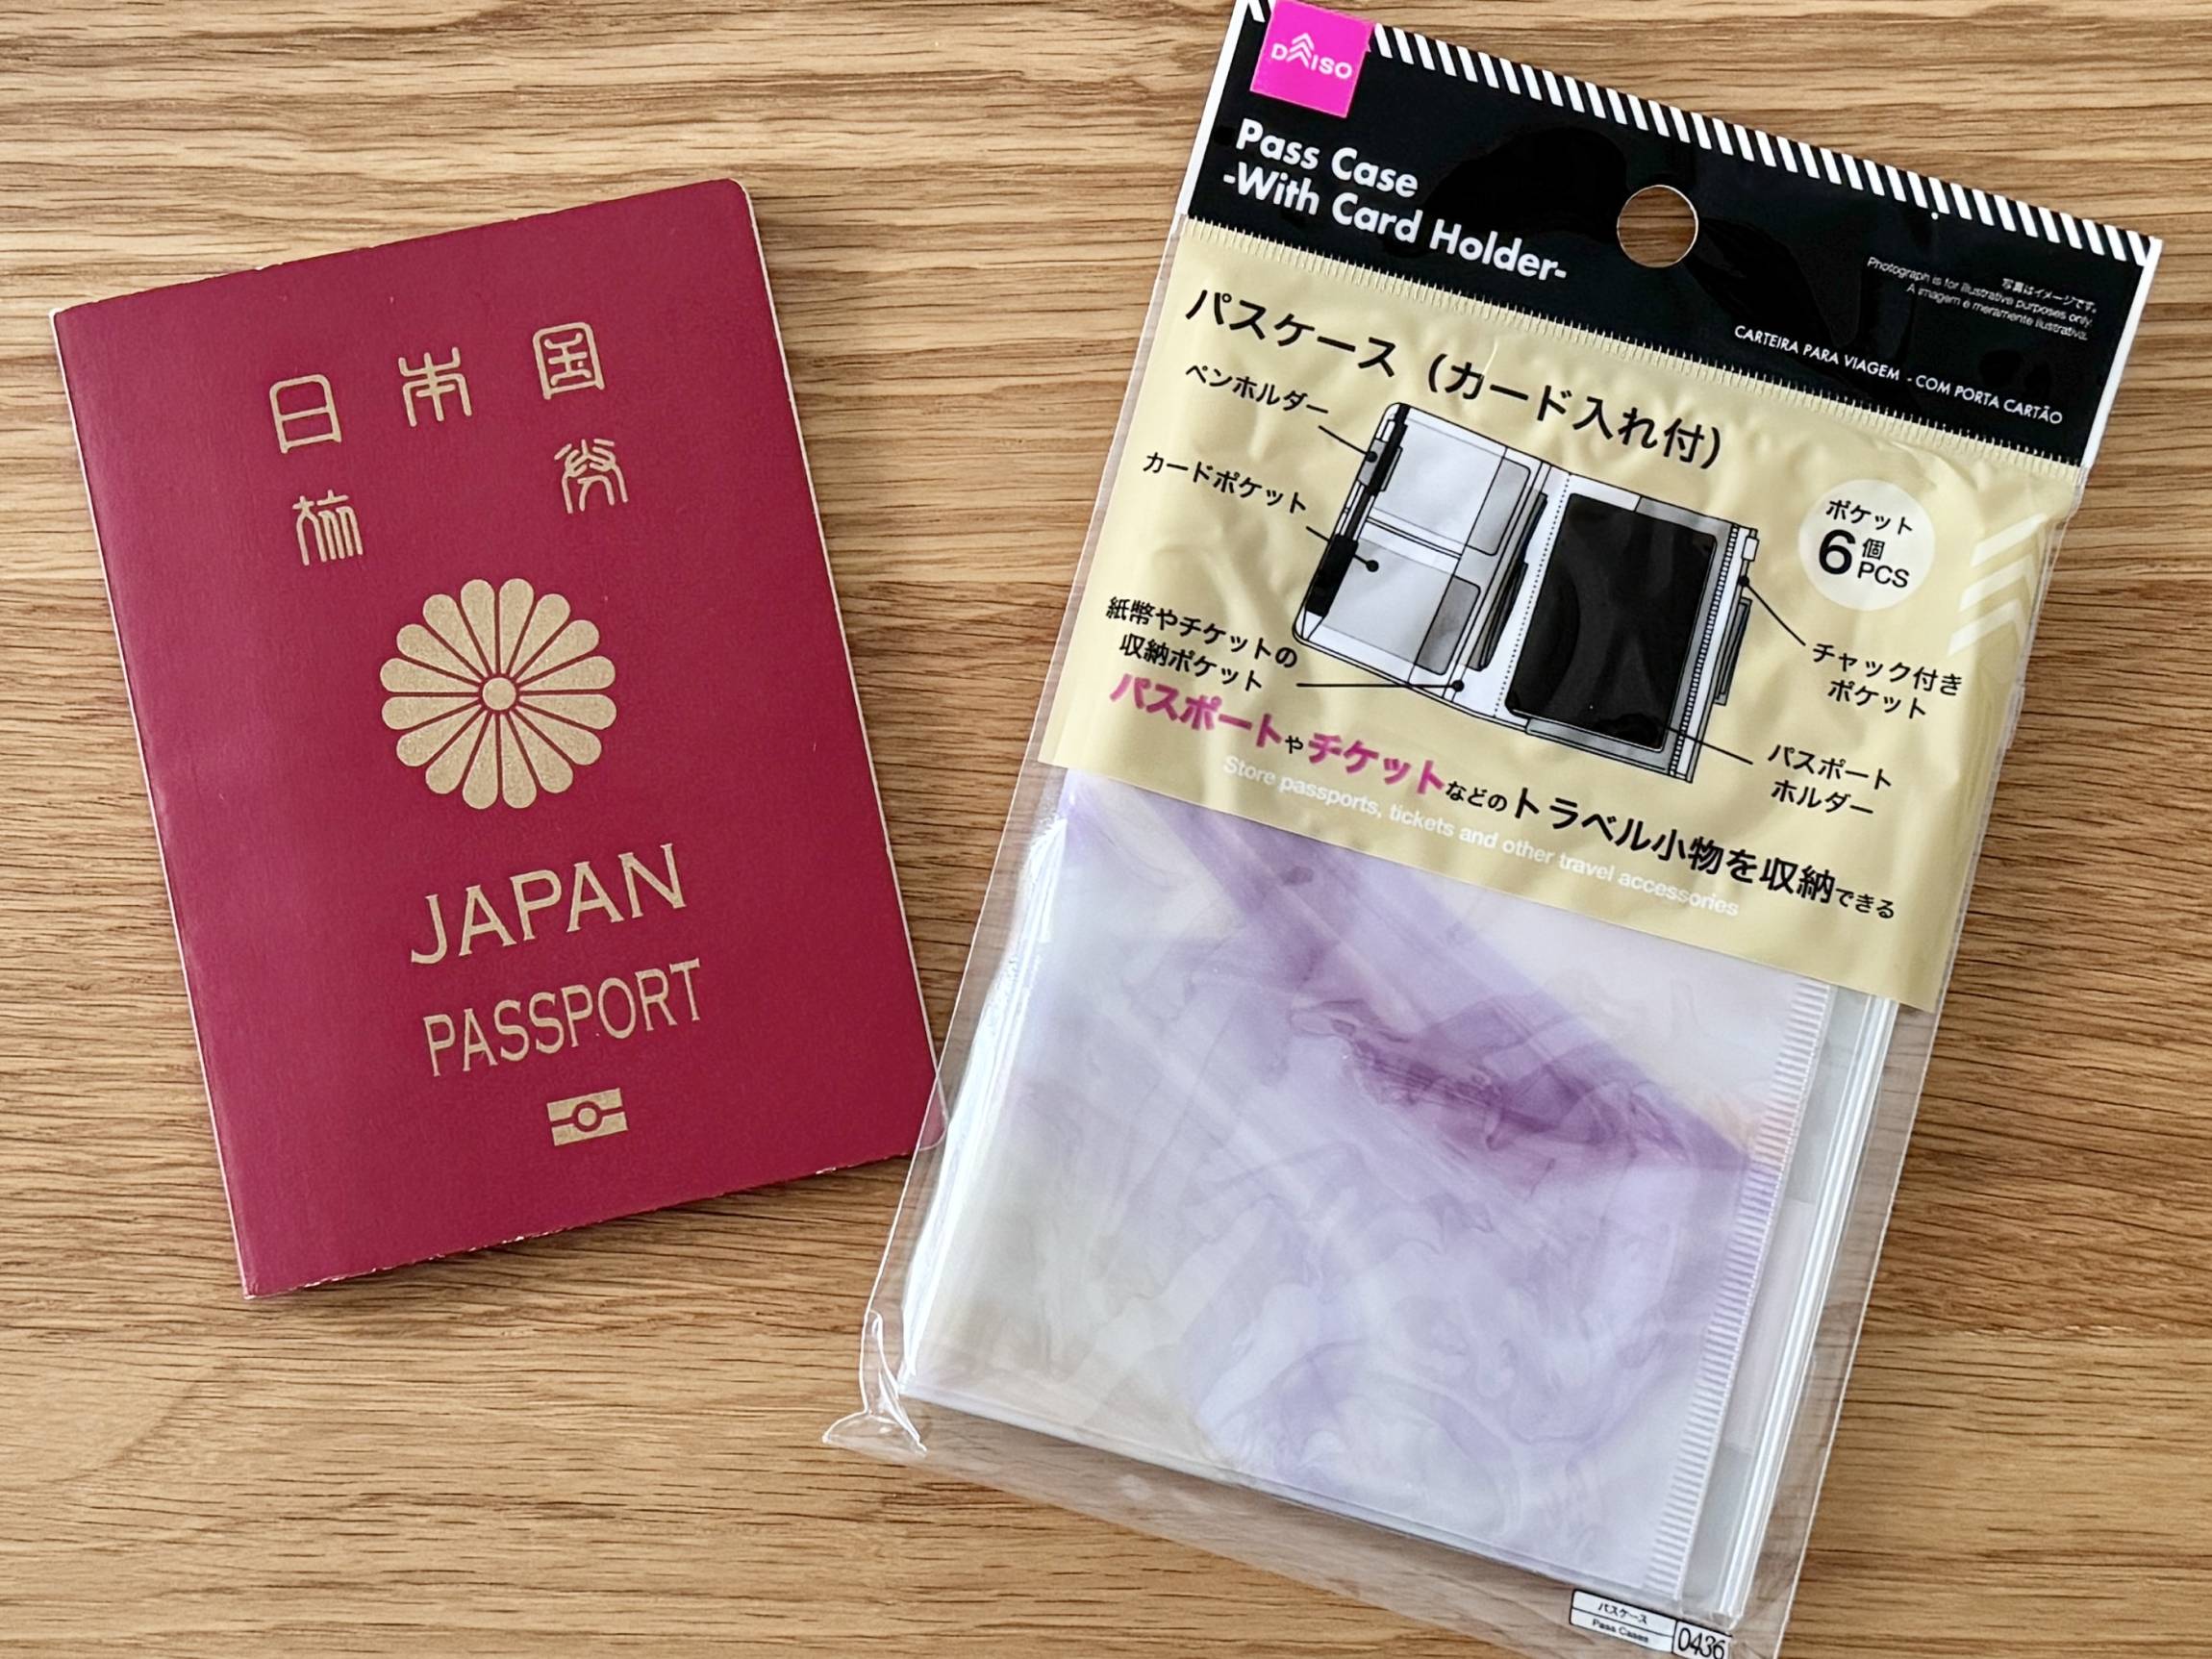 日本国
旅 券
JAPAN
PASSPORT
DAISO
Pass Case
-With Card Holder-
写真はイメージです。
Photograph is for illustrative purposes only.
A imagem é meramente ilustrativa.
CARTEIRA PARA VIAGEM - COM PORTA CARTÃO
パスケース（カード入れ付）
ペンホルダー
カードポケット
紙幣やチケットの
収納ポケット
ポケット
6個
PCS
チャック付き
ポケット
パスポート
ホルダー
パスポートやチケットなどのトラベル小物を収納できる
Store passports, tickets and other travel accessories
パスケース
Pass Cases
0436